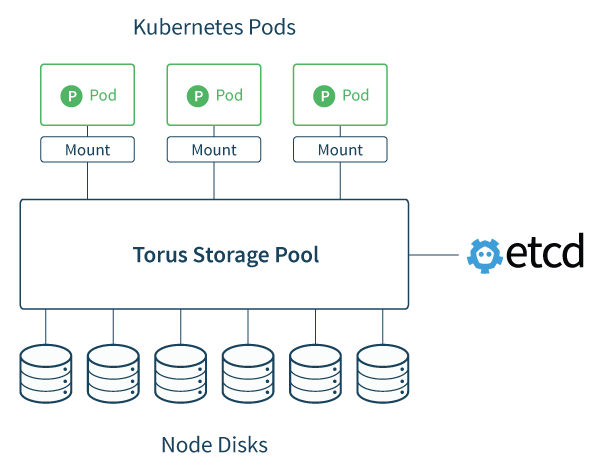 Kubernetes Pods
P Pod
P Pod
P Pod
Mount
Mount
Mount
Torus Storage Pool
etcd
Node Disks